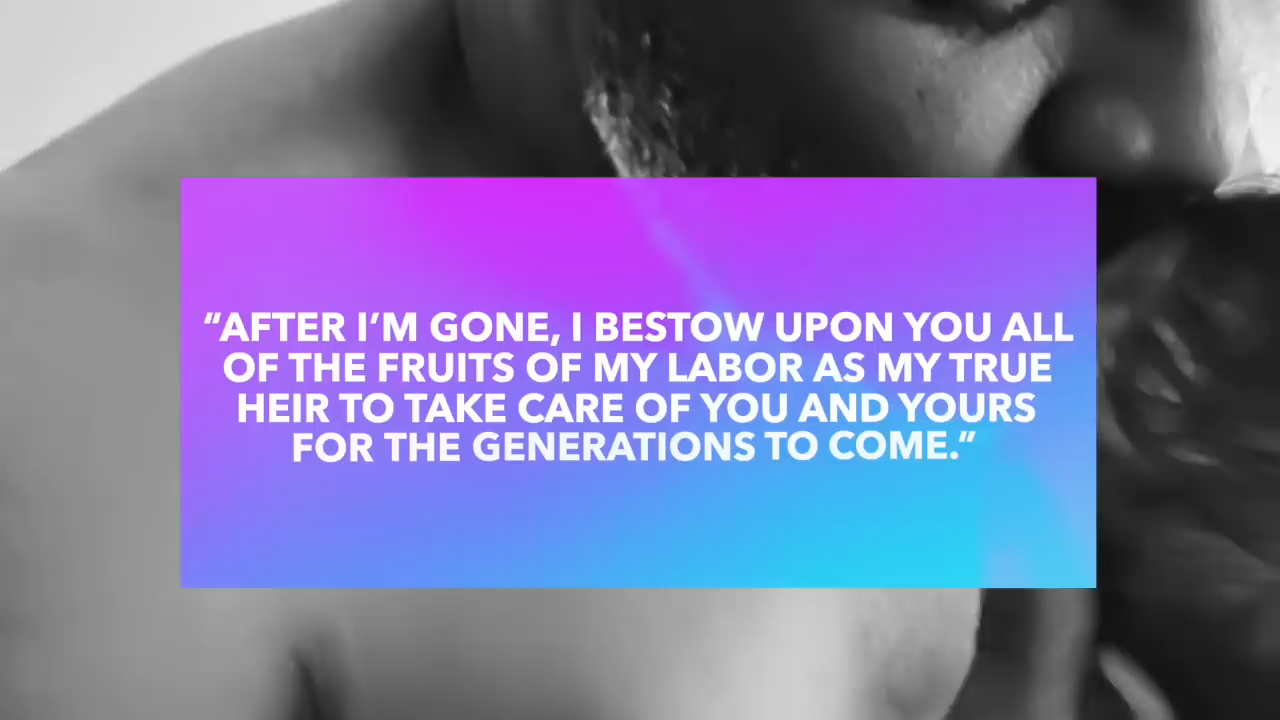 “AFTER I’M GONE, I BESTOW UPON YOU ALL
OF THE FRUITS OF MY LABOR AS MY TRUE
HEIR TO TAKE CARE OF YOU AND YOURS
FOR THE GENERATIONS TO COME.”